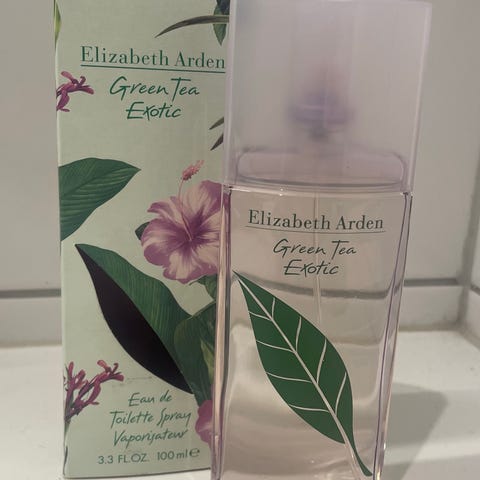 Elizabeth Arden
Green Tea
Exotic
Eau de
Toilette Spray
Vaporisateur
3.3 FL.OZ. 100 ml e
Elizabeth Arden
Green Tea
Exotic